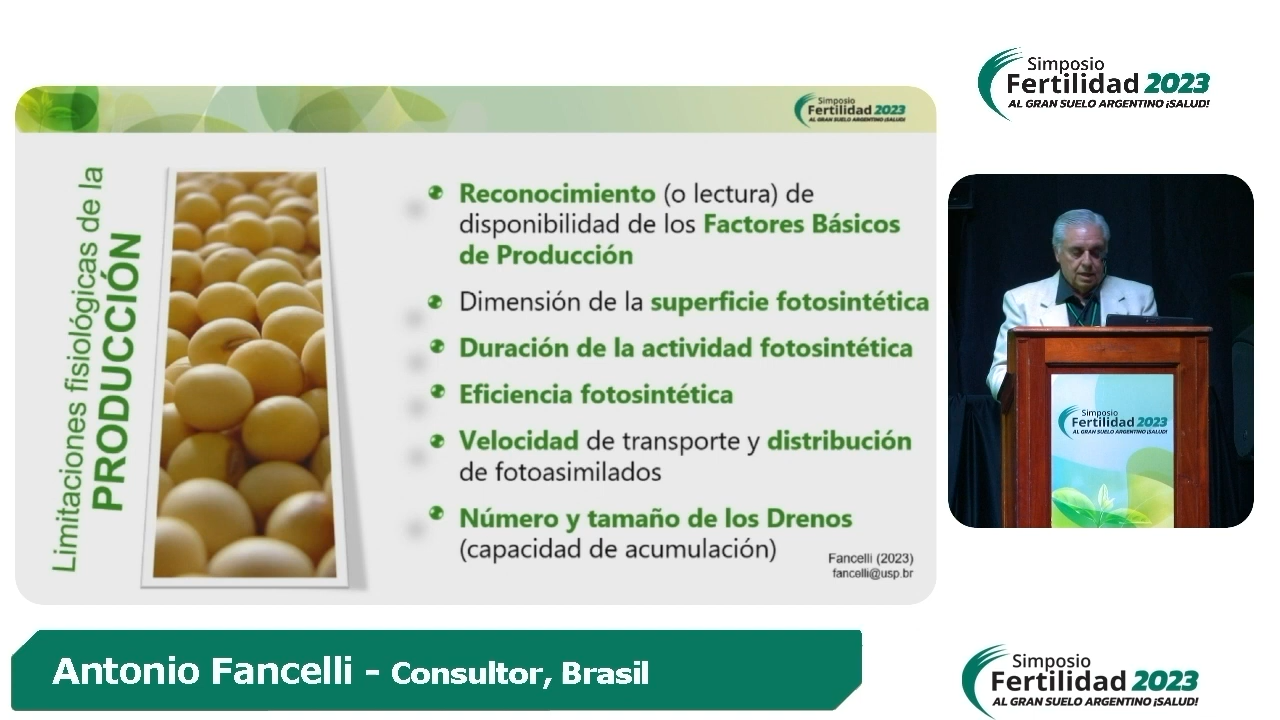 Simposio
Fertilidad 2023
AL GRAN SUELO ARGENTINO ¡SALUD!
Simposio
Fertilidad 2023
AL GRAN SUELO ARGENTINO ¡SALUD!
Limitaciones fisiológicas de la
PRODUCCIÓN
Reconocimiento (o lectura) de
disponibilidad de los Factores Básicos
de Producción
Dimensión de la superficie fotosintética
Duración de la actividad fotosintética
Eficiencia fotosintética
Velocidad de transporte y distribución
de fotoasimilados
Número y tamaño de los Drenos
(capacidad de acumulación)
Fancelli (2023)
fancelli@usp.br
Simposio
Fertilidad 2023
AL GRAN SUELO ARGENTINO ¡SALUD!
Antonio Fancelli - Consultor, Brasil
Simposio
Fertilidad 2023
AL GRAN SUELO ARGENTINO ¡SALUD!